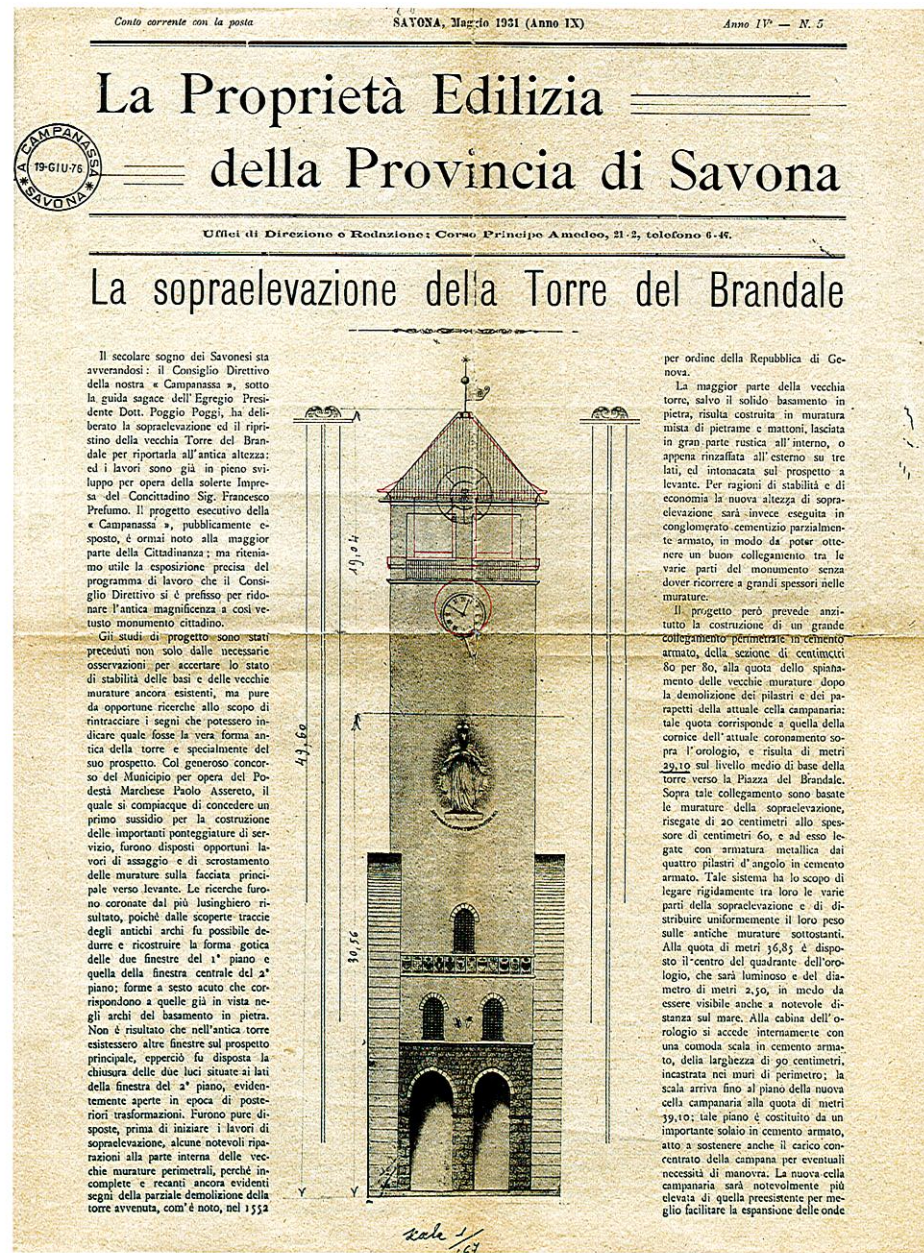 Conto corrente con la posta
SAVONA, Maggio 1931 (Anno IX)
Anno IVº — N. 5
La Proprietà Edilizia
della Provincia di Savona
A CAMPANASSA
19-GIU-76
SAVONA
Uffici di Direzione e Redazione: Corso Principe Amedeo, 21-2, telefono 6-47.
La sopraelevazione della Torre del Brandale
Il secolare sogno dei Savonesi sta
avverandosi: il Consiglio Direttivo
della nostra « Campanassa », sotto
la guida sagace dell'Egregio Presi-
dente Dott. Poggio Poggi, ha deli-
berato la sopraelevazione ed il ripri-
stino della vecchia Torre del Bran-
dale per riportarla all'antica altezza:
ed i lavori sono già in pieno svi-
luppo per opera della solerte Impre-
sa del Concittadino Sig. Francesco
Prefumo. Il progetto esecutivo della
« Campanassa », pubblicamente e-
sposto, é ormai noto alla maggior
parte della Cittadinanza; ma ritenia-
mo utile la esposizione precisa del
programma di lavoro che il Consi-
glio Direttivo si é prefisso per rido-
nare l'antica magnificenza a così ve-
tusto monumento cittadino.
Gli studi di progetto sono stati
preceduti non solo dalle necessarie
osservazioni per accertare lo stato
di stabilità delle basi e delle vecchie
murature ancora esistenti, ma pure
da opportune ricerche allo scopo di
rintracciare i segni che potessero in-
dicare quale fosse la vera forma an-
tica della torre e specialmente del
suo prospetto. Col generoso concor-
so del Municipio per opera del Po-
destà Marchese Paolo Assereto, il
quale si compiacque di concedere un
primo sussidio per la costruzione
delle importanti ponteggiature di ser-
vizio, furono disposti opportuni la-
vori di assaggio e di scrostamento
delle murature sulla facciata princi-
pale verso levante. Le ricerche furo-
no coronate dal più lusinghiero ri-
sultato, poiché dalle scoperte traccie
degli antichi archi fu possibile de-
durre e ricostruire la forma gotica
delle due finestre del 1º piano e
quella della finestra centrale del 2º
piano; forme a sesto acuto che cor-
rispondono a quelle già in vista ne-
gli archi del basamento in pietra.
Non é risultato che nell'antica torre
esistessero altre finestre sul prospetto
principale, epperciò fu disposta la
chiusura delle due luci situate ai lati
della finestra del 2º piano, eviden-
temente aperte in epoca di poste-
riori trasformazioni. Furono pure di-
sposte, prima di iniziare i lavori di
sopraelevazione, alcune notevoli ripa-
razioni alla parte interna delle vec-
chie murature perimetrali, perché in-
complete e recanti ancora evidenti
segni della parziale demolizione della
torre avvenuta, com'é noto, nel 1552
19,04
49,60
30,56
scale 1/167
per ordine della Repubblica di Ge-
nova.
La maggior parte della vecchia
torre, salvo il solido basamento in
pietra, risulta costruita in muratura
mista di pietrame e mattoni, lasciata
in gran parte rustica all'interno, o
appena rinzaffata all'esterno su tre
lati, ed intonacata sul prospetto a
levante. Per ragioni di stabilità e di
economia la nuova altezza di sopra-
elevazione sarà invece eseguita in
conglomerato cementizio parzialmen-
te armato, in modo da poter otte-
nere un buon collegamento tra le
varie parti del monumento senza
dover ricorrere a grandi spessori nelle
murature.
Il progetto però prevede anzi-
tutto la costruzione di un grande
collegamento perimetrale in cemento
armato, della sezione di centimetri
80 per 80, alla quota dello spiana-
mento delle vecchie murature dopo
la demolizione dei pilastri e dei pa-
rapetti della attuale cella campanaria:
tale quota corrisponde a quella della
cornice dell'attuale coronamento so-
pra l'orologio, e risulta di metri
29,10 sul livello medio di base della
torre verso la Piazza del Brandale.
Sopra tale collegamento sono basate
le murature della sopraelevazione,
risegate di 20 centimetri allo spes-
sore di centimetri 60, e ad esso le-
gate con armatura metallica dai
quattro pilastri d'angolo in cemento
armato. Tale sistema ha lo scopo di
legare rigidamente tra loro le varie
parti della sopraelevazione e di di-
stribuire uniformemente il loro peso
sulle antiche murature sottostanti.
Alla quota di metri 36,85 é dispo-
sto il centro del quadrante dell'oro-
logio, che sarà luminoso e del dia-
metro di metri 2,50, in modo da
essere visibile anche a notevole di-
stanza sul mare. Alla cabina dell'o-
rologio si accede internamente con
una comoda scala in cemento arma-
to, della larghezza di 90 centimetri,
incastrata nei muri di perimetro; la
scala arriva fino al piano della nuova
cella campanaria alla quota di metri
39,10; tale piano é costituito da un
importante solaio in cemento armato,
atto a sostenere anche il carico con-
centrato della campana per eventuali
necessità di manovra. La nuova cella
campanaria sarà notevolmente più
elevata di quella preesistente per me-
glio facilitare la espansione delle onde